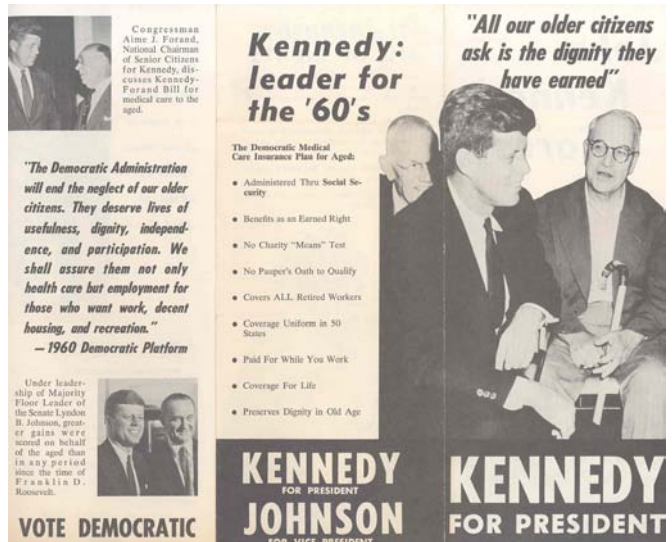 Congressman
Aime J. Forand,
National Chairman
of Senior Citizens
for Kennedy, dis-
cusses Kennedy-
Forand Bill for
medical care to the
aged.
"The Democratic Administration
will end the neglect of our older
citizens. They deserve lives of
usefulness, dignity, independ-
ence, and participation. We
shall assure them not only
health care but employment for
those who want work, decent
housing, and recreation."
— 1960 Democratic Platform
Under leader-
ship of Majority
Floor Leader of
the Senate Lyndon
B. Johnson, great-
er gains were
scored on behalf
of the aged than
in any period
since the time of
Franklin D.
Roosevelt.
VOTE DEMOCRATIC
Kennedy:
leader for
the '60's
The Democratic Medical
Care Insurance Plan for Aged:
• Administered Thru Social Se-
curity
• Benefits as an Earned Right
• No Charity "Means" Test
• No Pauper's Oath to Qualify
• Covers ALL Retired Workers
• Coverage Uniform in 50
States
• Paid For While You Work
• Coverage For Life
• Preserves Dignity in Old Age
KENNEDY
FOR PRESIDENT
JOHNSON
FOR VICE PRESIDENT
"All our older citizens
ask is the dignity they
have earned"
KENNEDY
FOR PRESIDENT